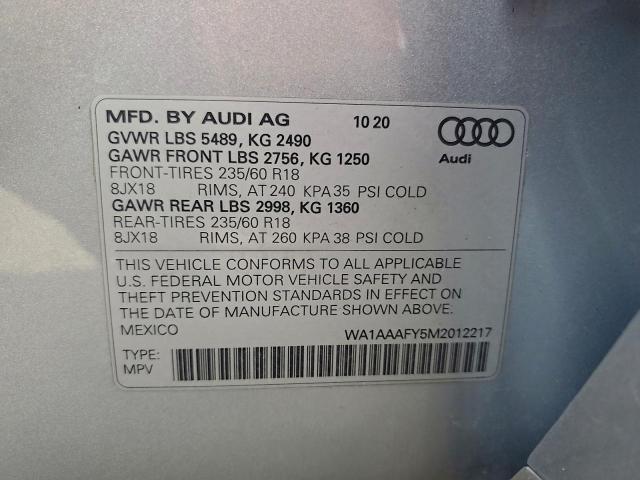 MFD. BY AUDI AG 10 20
GVWR LBS 5489, KG 2490
GAWR FRONT LBS 2756, KG 1250
FRONT-TIRES 235/60 R18
8JX18 RIMS, AT 240 KPA 35 PSI COLD
GAWR REAR LBS 2998, KG 1360
REAR-TIRES 235/60 R18
8JX18 RIMS, AT 260 KPA 38 PSI COLD
Audi
THIS VEHICLE CONFORMS TO ALL APPLICABLE
U.S. FEDERAL MOTOR VEHICLE SAFETY AND
THEFT PREVENTION STANDARDS IN EFFECT ON
THE DATE OF MANUFACTURE SHOWN ABOVE.
MEXICO WA1AAAFY5M2012217
TYPE:
MPV